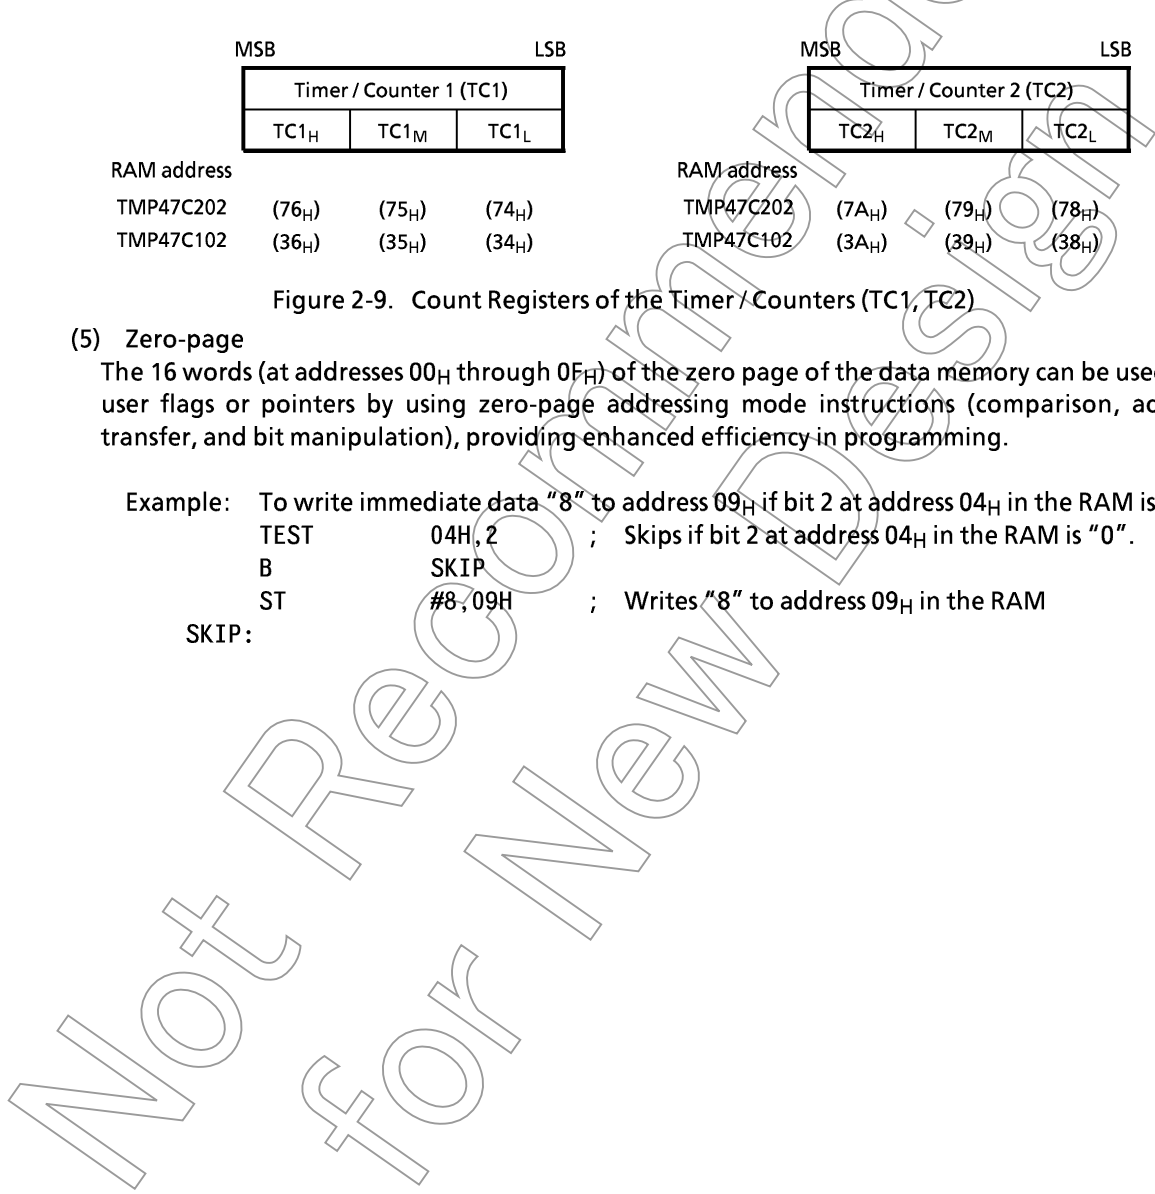 MSB LSB MSB LSB
Timer / Counter 1 (TC1) Timer / Counter 2 (TC2)
TC1H TC1M TC1L TC2H TC2M TC2L
RAM address RAM address
TMP47C202 (76H) (75H) (74H) TMP47C202 (7AH) (79H) (78H)
TMP47C102 (36H) (35H) (34H) TMP47C102 (3AH) (39H) (38H)
Figure 2-9. Count Registers of the Timer / Counters (TC1, TC2)
(5) Zero-page
The 16 words (at addresses 00H through 0FH) of the zero page of the data memory can be
user flags or pointers by using zero-page addressing mode instructions (comparison,
transfer, and bit manipulation), providing enhanced efficiency in programming.
Example: To write immediate data “8” to address 09H if bit 2 at address 04H in the RAM is
TEST 04H,2 ; Skips if bit 2 at address 04H in the RAM is “0”.
B SKIP
ST #8,09H ; Writes “8” to address 09H in the RAM
SKIP:
Not Recommended
for New Design